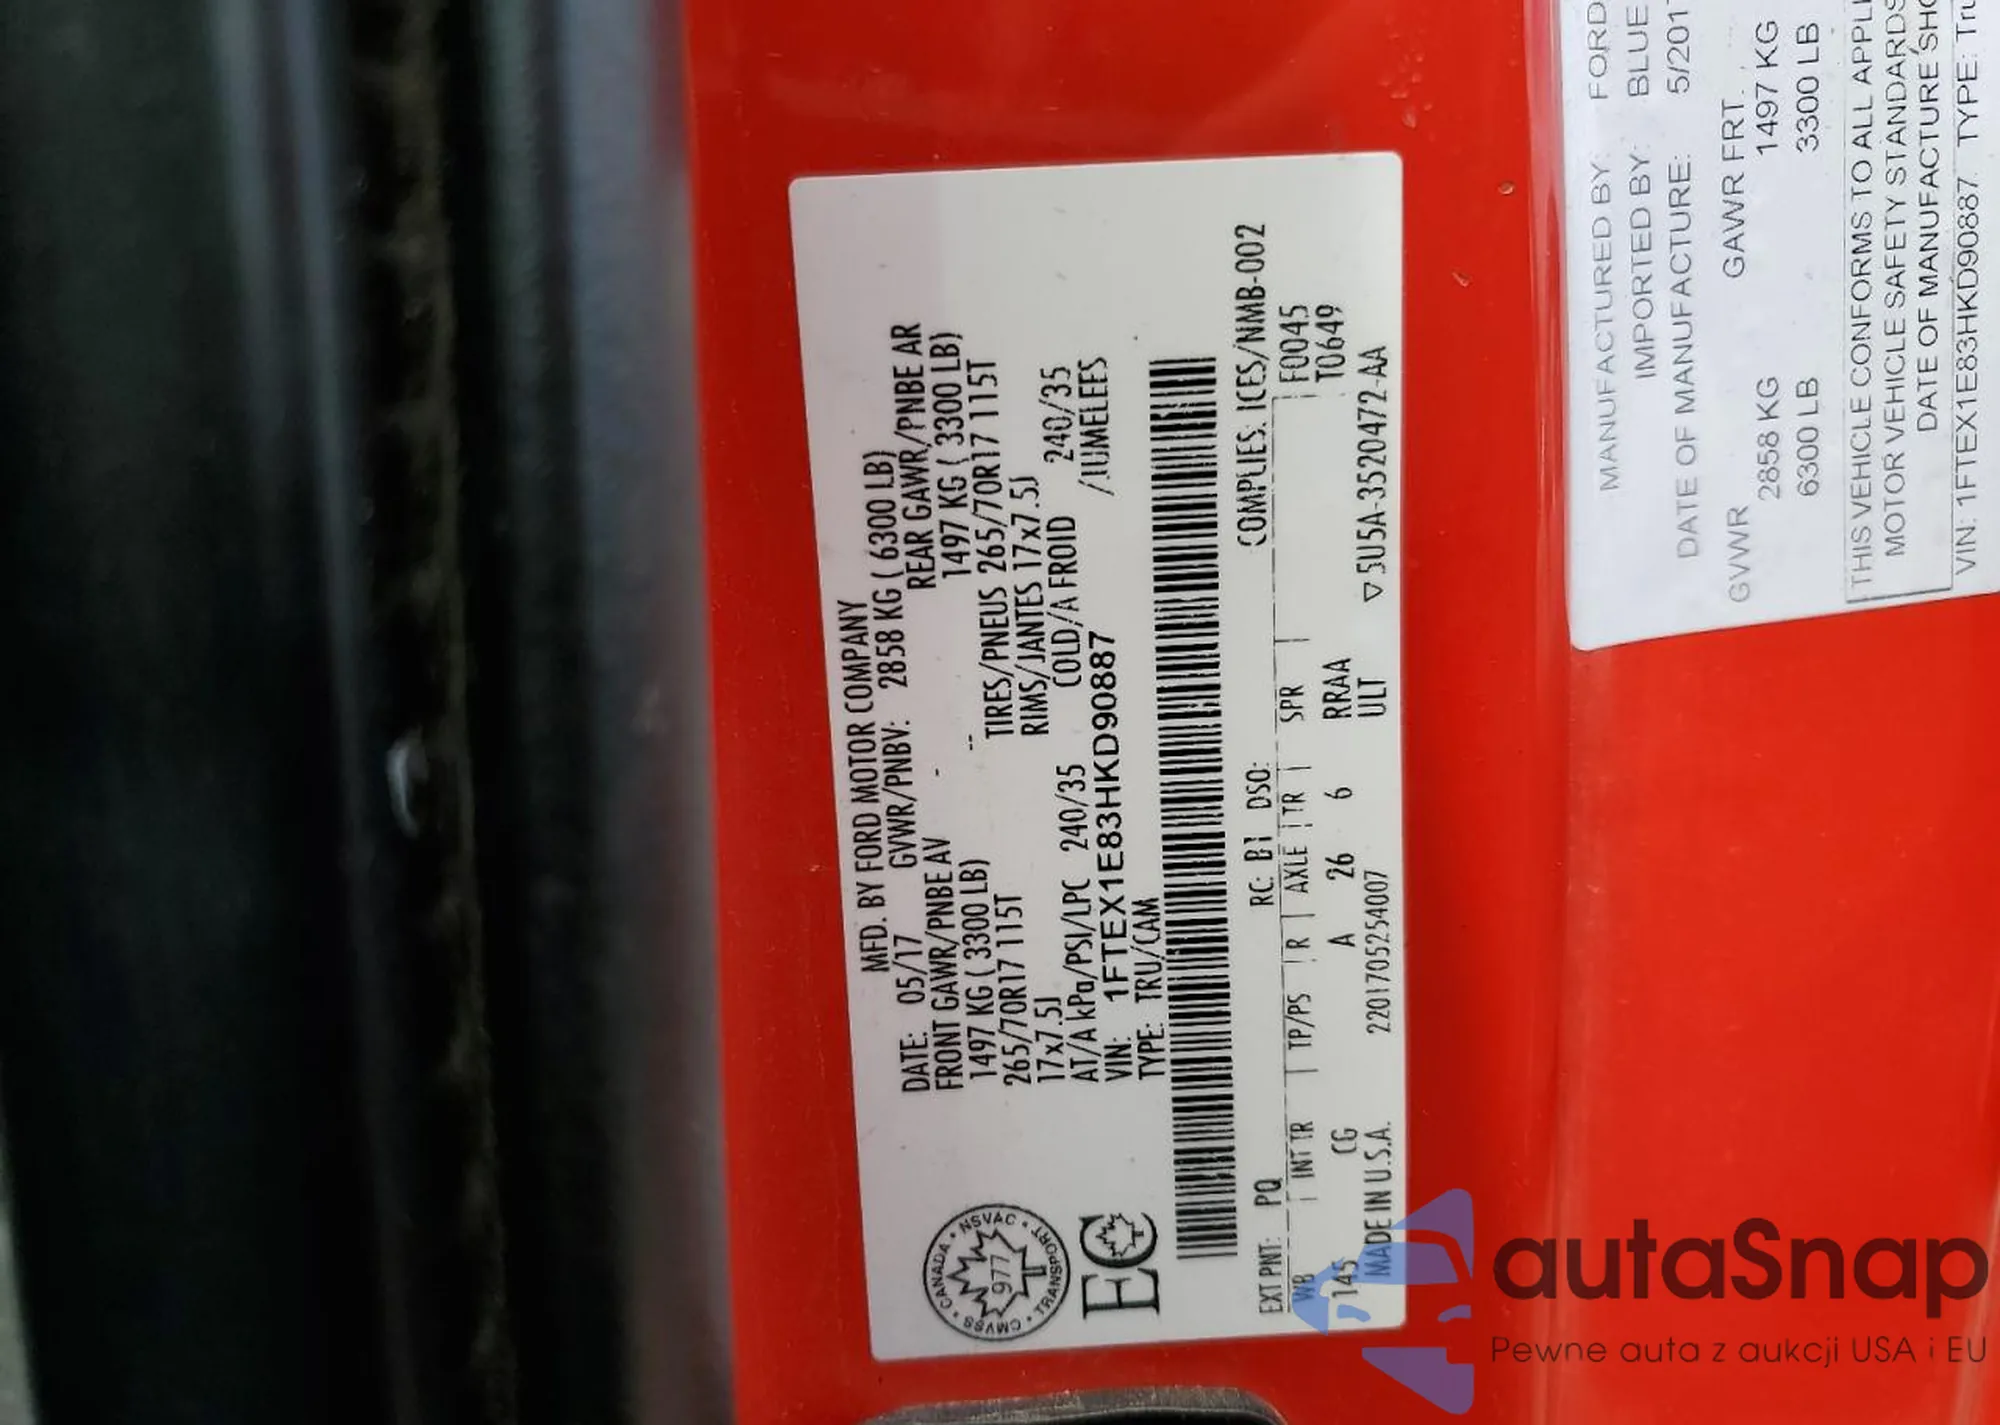 MFD. BY FORD MOTOR COMPANY
DATE: 05/17 GVWR/PNBV: 2858 KG ( 6300 LB)
FRONT GAWR/PNBE AV REAR GAWR/PNBE AR
1497 KG ( 3300 LB) 1497 KG ( 3300 LB)
265/70R17 115T TIRES/PNEUS 265/70R17 115T
17x7.5J RIMS/JANTES 17x7.5J
AT/A kPa/PSI/LPC 240/35 COLD/A FROID 240/35
VIN: 1FTEX1E83HKD90887 /JUMELEES
TYPE: TRU/CAM
CANADA • NSVAC • TRANSPORT • CMVSS
977
EC
RC: B1 DSO: COMPLIES: ICES/NMB-002
EXT PNT: PQ
WB INT TR TP/PS R AXLE TR SPR F0045
145 CG A 26 6 RRAA T0649
ULT
MADE IN U.S.A. 2201705254007 ▽5U5A-3520472-AA
MANUFACTURED BY: FORD
IMPORTED BY: BLUE
DATE OF MANUFACTURE: 5/201
GVWR GAWR FRT.
2858 KG 1497 KG
6300 LB 3300 LB
THIS VEHICLE CONFORMS TO ALL APPLI
MOTOR VEHICLE SAFETY STANDARDS
DATE OF MANUFACTURE SHO
VIN: 1FTEX1E83HKD90887 TYPE: Tru
autaSnap
Pewne auta z aukcji USA i EU